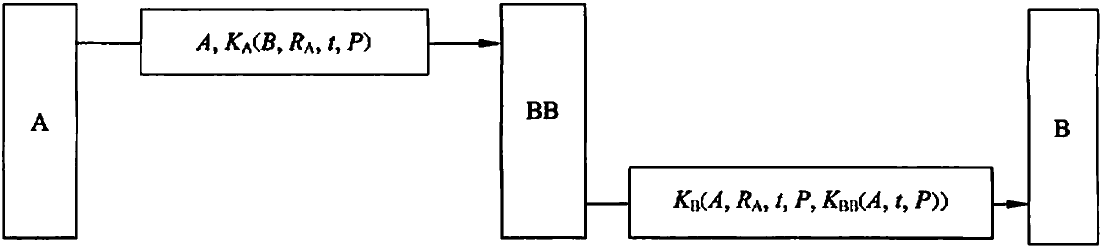 A, K_A(B, R_A, t, P)
A
BB
B
K_B(A, R_A, t, P, K_BB(A, t, P))